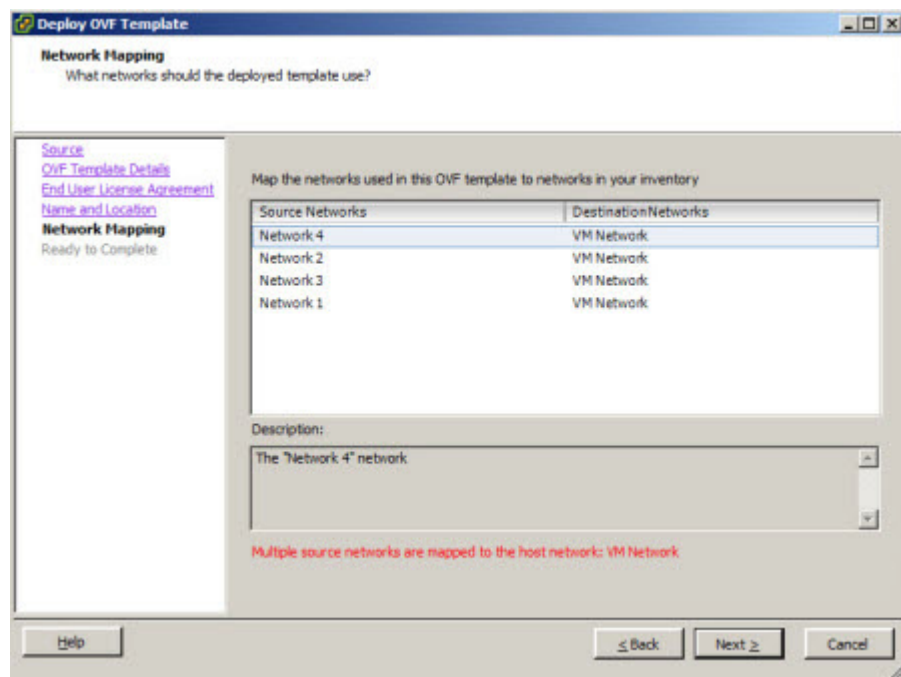 Deploy OVF Template
Network Mapping
What networks should the deployed template use?
Source
OVF Template Details
End User License Agreement
Name and Location
Network Mapping
Ready to Complete
Map the networks used in this OVF template to networks in your inventory
Source Networks DestinationNetworks
Network 4 VM Network
Network 2 VM Network
Network 3 VM Network
Network 1 VM Network
Description:
The "Network 4" network
Multiple source networks are mapped to the host network: VM Network
Help
≤ Back Next ≥ Cancel